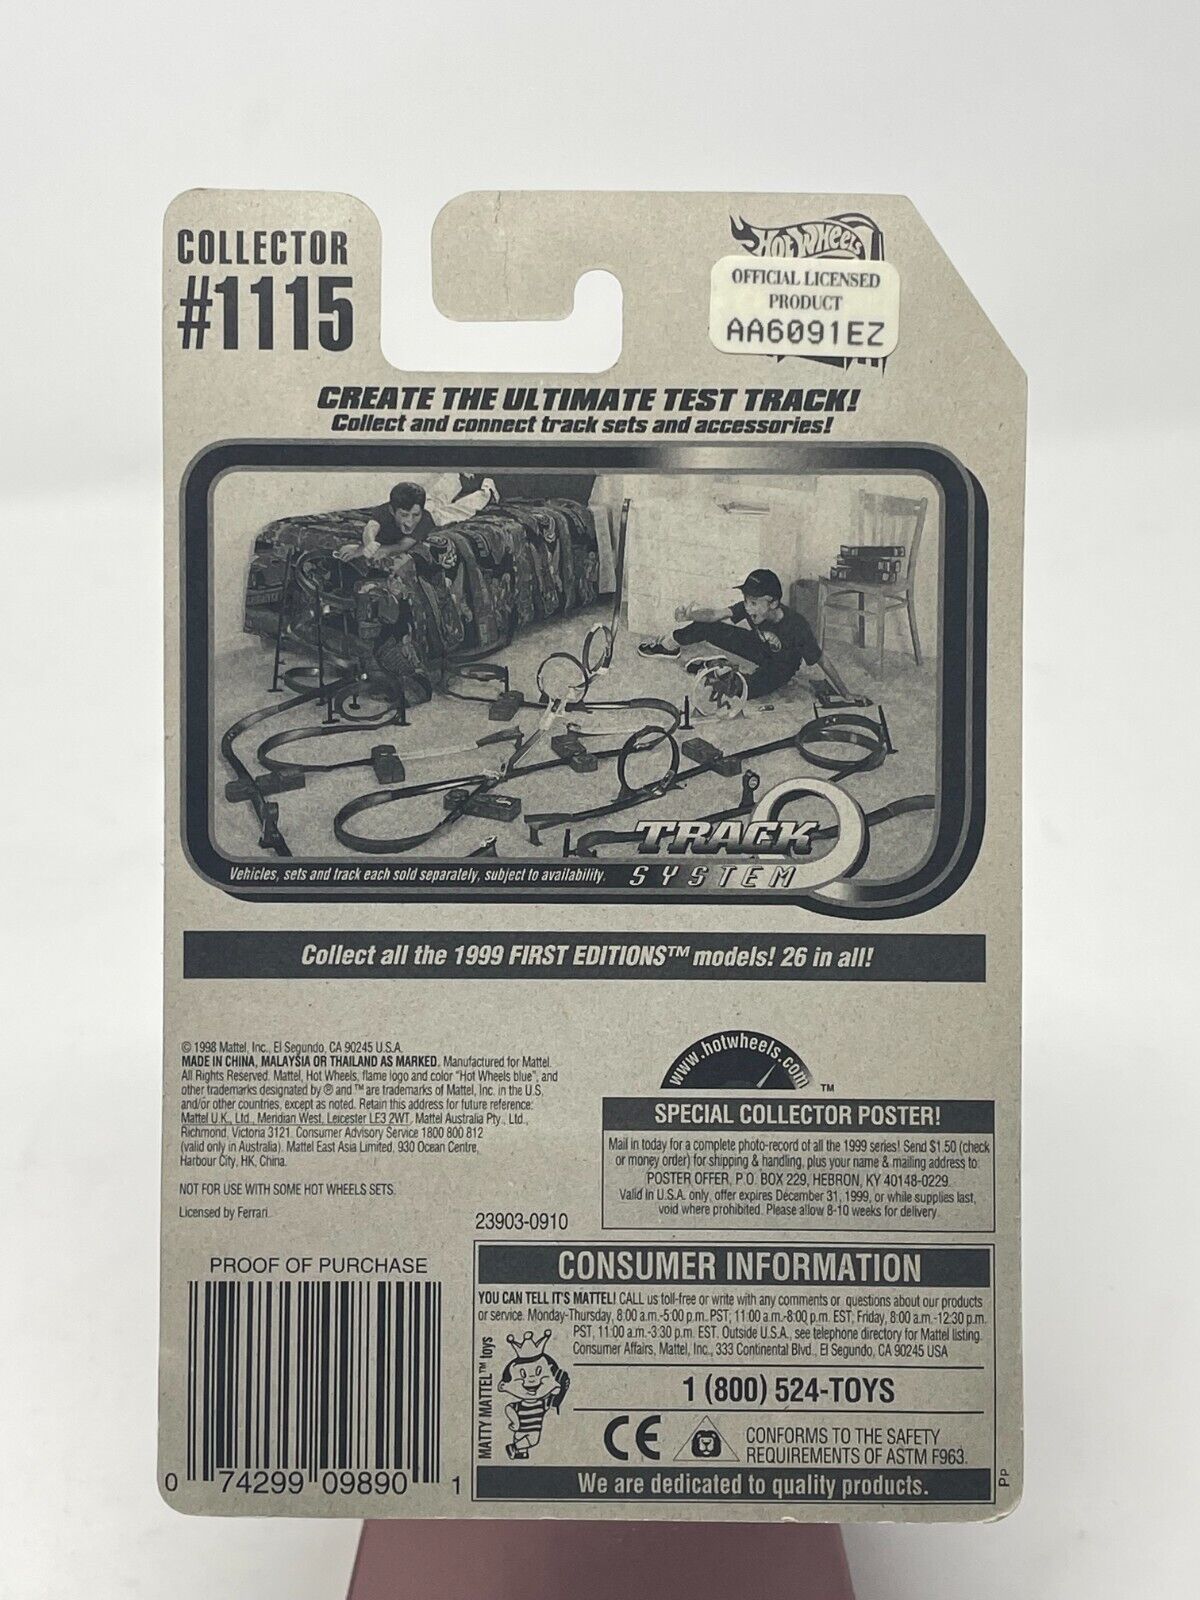 COLLECTOR
#1115
HOT WHEELS
OFFICIAL LICENSED
PRODUCT
AA6091EZ
CREATE THE ULTIMATE TEST TRACK!
Collect and connect track sets and accessories!
TRACK
SYSTEM
Vehicles, sets and track each sold separately, subject to availability.
Collect all the 1999 FIRST EDITIONS™ models! 26 in all!
© 1998 Mattel, Inc., El Segundo, CA 90245 U.S.A.
MADE IN CHINA, MALAYSIA OR THAILAND AS MARKED. Manufactured for Mattel.
All Rights Reserved. Mattel, Hot Wheels, flame logo and color "Hot Wheels blue", and
other trademarks designated by ® and ™ are trademarks of Mattel, Inc. in the U.S.
and/or other countries, except as noted. Retain this address for future reference:
Mattel U.K., Ltd., Meridian West, Leicester LE3 2WT. Mattel Australia Pty., Ltd.,
Richmond, Victoria 3121. Consumer Advisory Service 1800 800 812
(valid only in Australia). Mattel East Asia Limited, 930 Ocean Centre,
Harbour City, HK, China.
NOT FOR USE WITH SOME HOT WHEELS SETS.
Licensed by Ferrari.
23903-0910
www.hotwheels.com
™
SPECIAL COLLECTOR POSTER!
Mail in today for a complete photo-record of all the 1999 series! Send $1.50 (check
or money order) for shipping & handling, plus your name & mailing address to:
POSTER OFFER, P.O. BOX 229, HEBRON, KY 40148-0229.
Valid in U.S.A. only, offer expires December 31, 1999, or while supplies last,
void where prohibited. Please allow 8-10 weeks for delivery.
PROOF OF PURCHASE
0 74299 09890 1
CONSUMER INFORMATION
YOU CAN TELL IT'S MATTEL! CALL us toll-free or write with any comments or questions about our products
or service. Monday-Thursday, 8:00 a.m.-5:00 p.m. PST; 11:00 a.m.-8:00 p.m. EST; Friday, 8:00 a.m.-12:30 p.m.
PST, 11:00 a.m.-3:30 p.m. EST. Outside U.S.A., see telephone directory for Mattel listing.
Consumer Affairs, Mattel, Inc., 333 Continental Blvd., El Segundo, CA 90245 USA
MATTY MATTEL™ toys
1 (800) 524-TOYS
CE
CONFORMS TO THE SAFETY
REQUIREMENTS OF ASTM F963.
We are dedicated to quality products.
PP